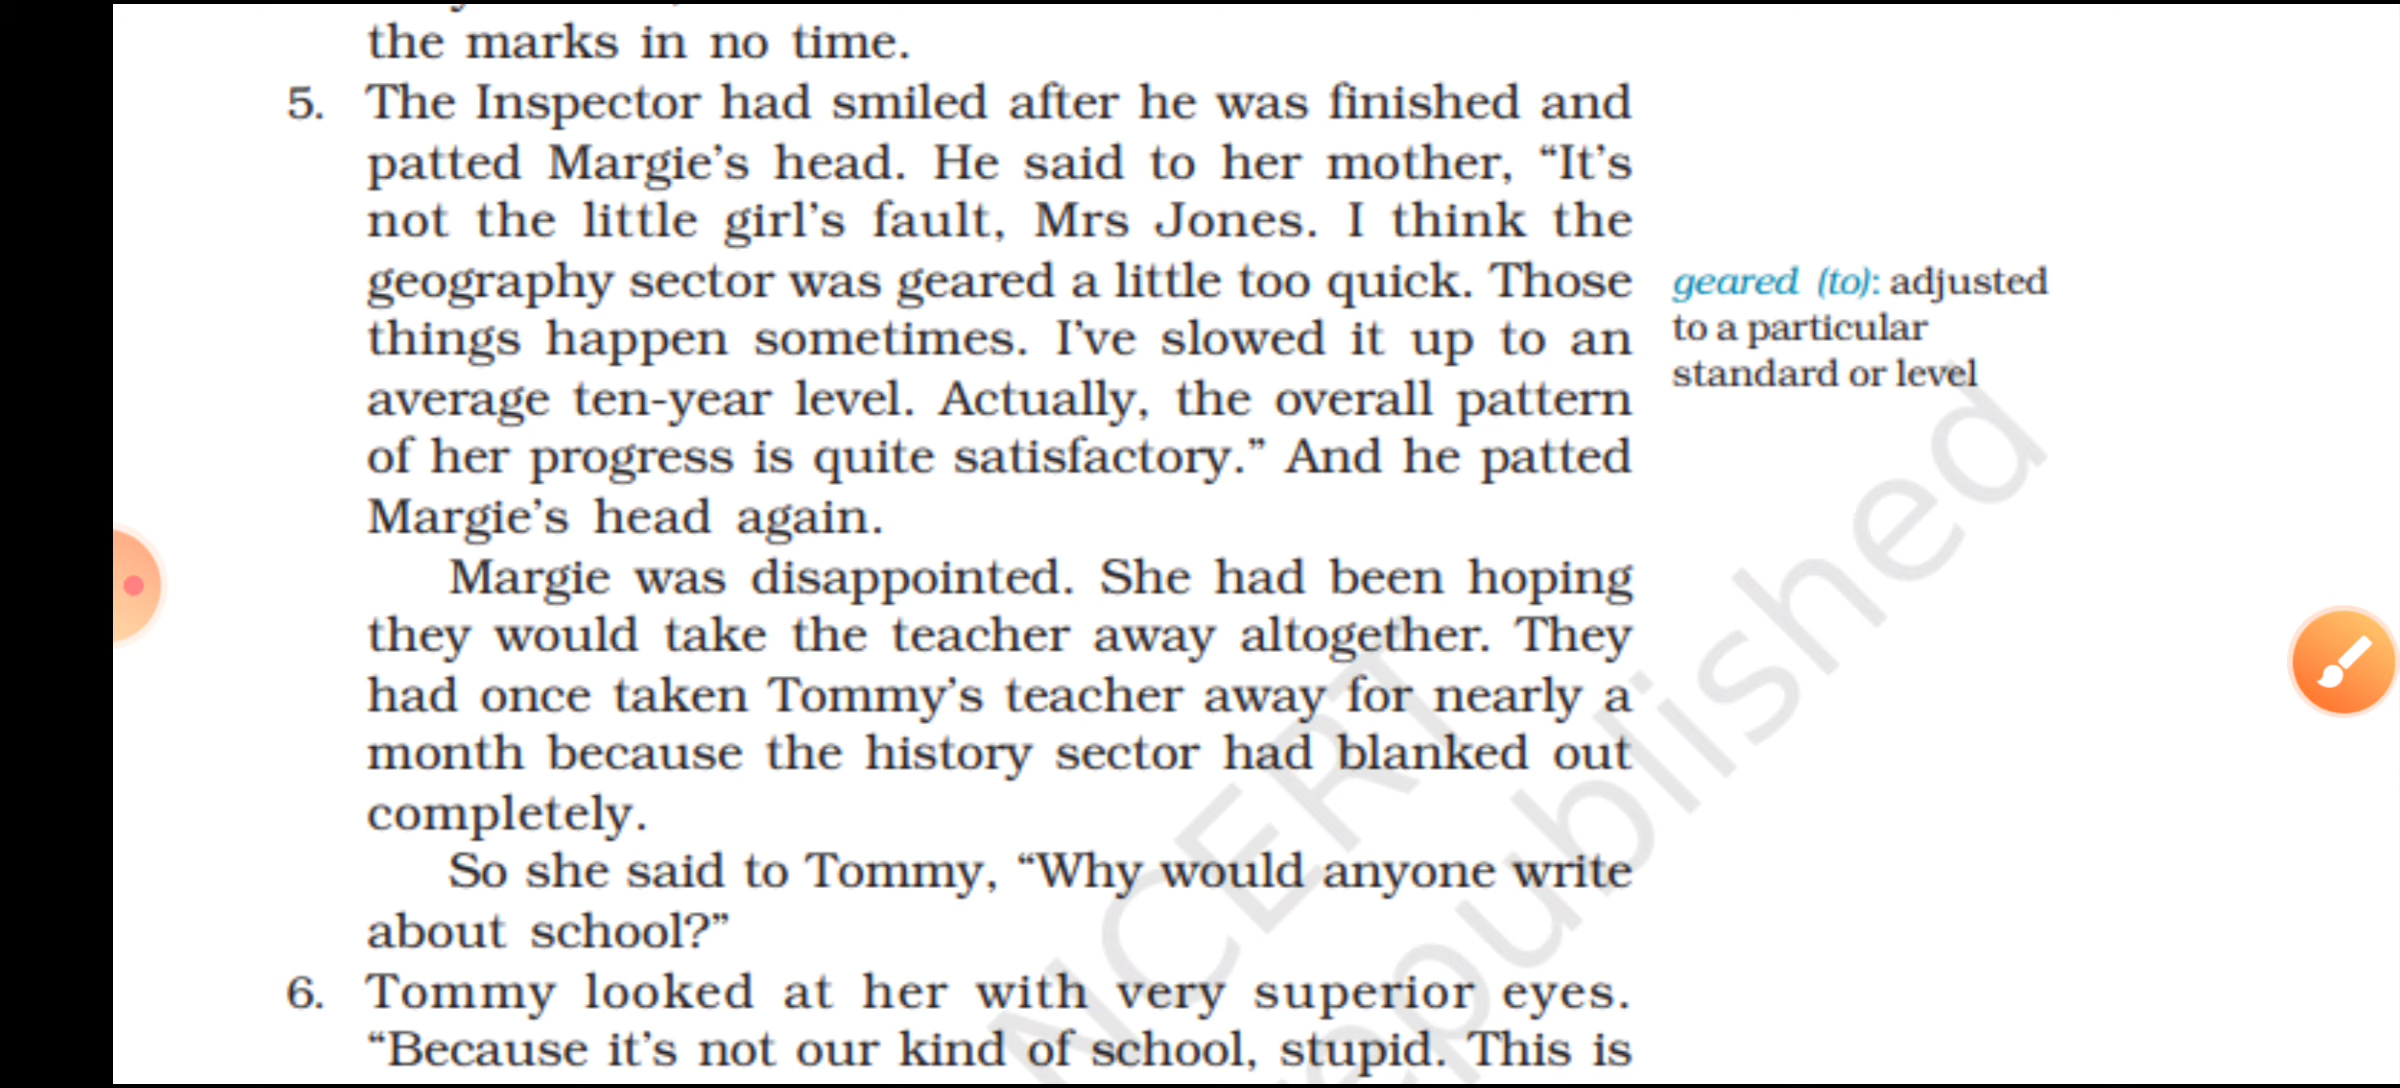 the marks in no time.
5. The Inspector had smiled after he was finished and
patted Margie’s head. He said to her mother, “It’s
not the little girl’s fault, Mrs Jones. I think the
geography sector was geared a little too quick. Those
things happen sometimes. I’ve slowed it up to an
average ten-year level. Actually, the overall pattern
of her progress is quite satisfactory.” And he patted
Margie’s head again.
Margie was disappointed. She had been hoping
they would take the teacher away altogether. They
had once taken Tommy’s teacher away for nearly a
month because the history sector had blanked out
completely.
So she said to Tommy, “Why would anyone write
about school?”
6. Tommy looked at her with very superior eyes.
“Because it’s not our kind of school, stupid. This is
geared (to): adjusted
to a particular
standard or level
NCERT
republished